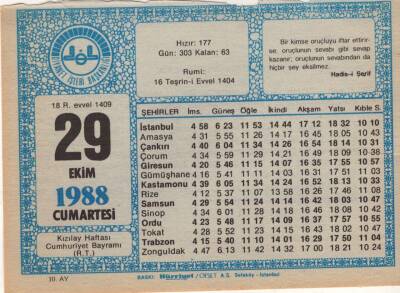 Hızır: 177
Gün: 303 Kalan: 63
Rumi:
16 Teşrin-i Evvel 1404
Bir kimse oruçluyu iftar ettirir-
se; oruçlunun sevabı gibi sevap
kazanır; oruçlunun sevabından da
hiçbir şey eksilmez.
Hadis-i Şerif
18 R. evvel 1409
29
EKİM
1988
CUMARTESİ
Kızılay Haftası
Cumhuriyet Bayramı
(R.T.)
10. AY
ŞEHİRLER İms. Güneş Öğle İkindi Akşam Yatsı Kıble S.
İstanbul 4 58 6 23 11 53 14 44 17 12 18 32 10 10
Amasya 4 31 5 55 11 26 14 17 16 45 18 05 10 43
Çankırı 4 40 6 04 11 34 14 26 16 54 18 14 10 33
Çorum 4 34 5 59 11 29 14 21 16 49 18 09 10 38
Giresun 4 20 5 46 11 15 14 07 16 35 17 55 10 57
Gümüşhane 4 16 5 41 11 11 14 03 16 31 17 51 11 03
Kastamonu 4 39 6 05 11 34 14 24 16 52 18 13 10 33
Rize 4 12 5 37 11 07 13 58 16 26 17 46 11 08
Samsun 4 29 5 54 11 24 14 14 16 42 18 03 10 47
Sinop 4 34 6 01 11 28 14 18 16 45 18 08 10 42
Ordu 4 23 5 48 11 17 14 09 16 37 17 57 10 55
Tokat 4 28 5 52 11 23 14 15 16 43 18 02 10 47
Trabzon 4 15 5 40 11 10 14 01 16 29 17 50 11 04
Zonguldak 4 47 6 13 11 42 14 32 17 00 18 21 10 24
BASKI: Hürriyet / OFSET A.Ş. Sefaköy - İstanbul